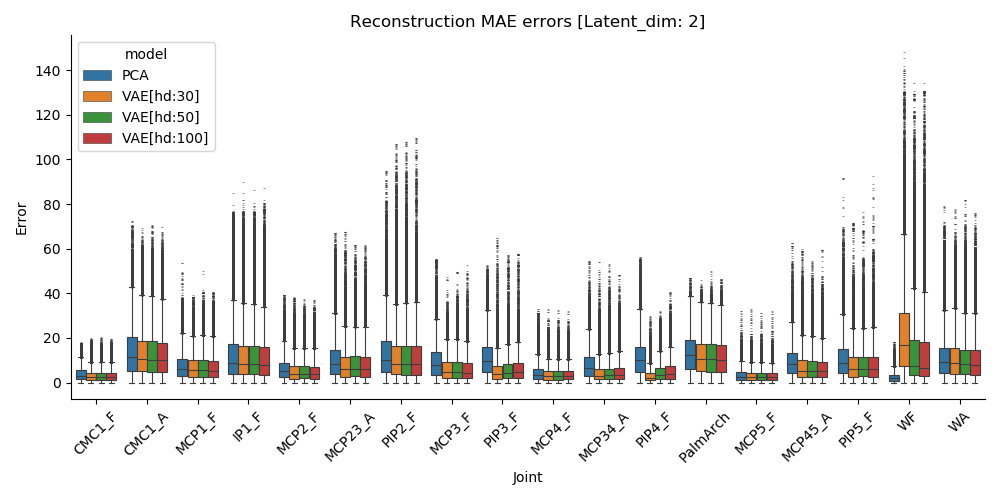 Reconstruction MAE errors [Latent_dim: 2]
model
PCA
VAE[hd:30]
VAE[hd:50]
VAE[hd:100]
Error
140
120
100
80
60
40
20
0
CMC1_F
CMC1_A
MCP1_F
IP1_F
MCP2_F
MCP23_A
PIP2_F
MCP3_F
PIP3_F
MCP4_F
MCP34_A
PIP4_F
PalmArch
MCP5_F
MCP45_A
PIP5_F
WF
WA
Joint